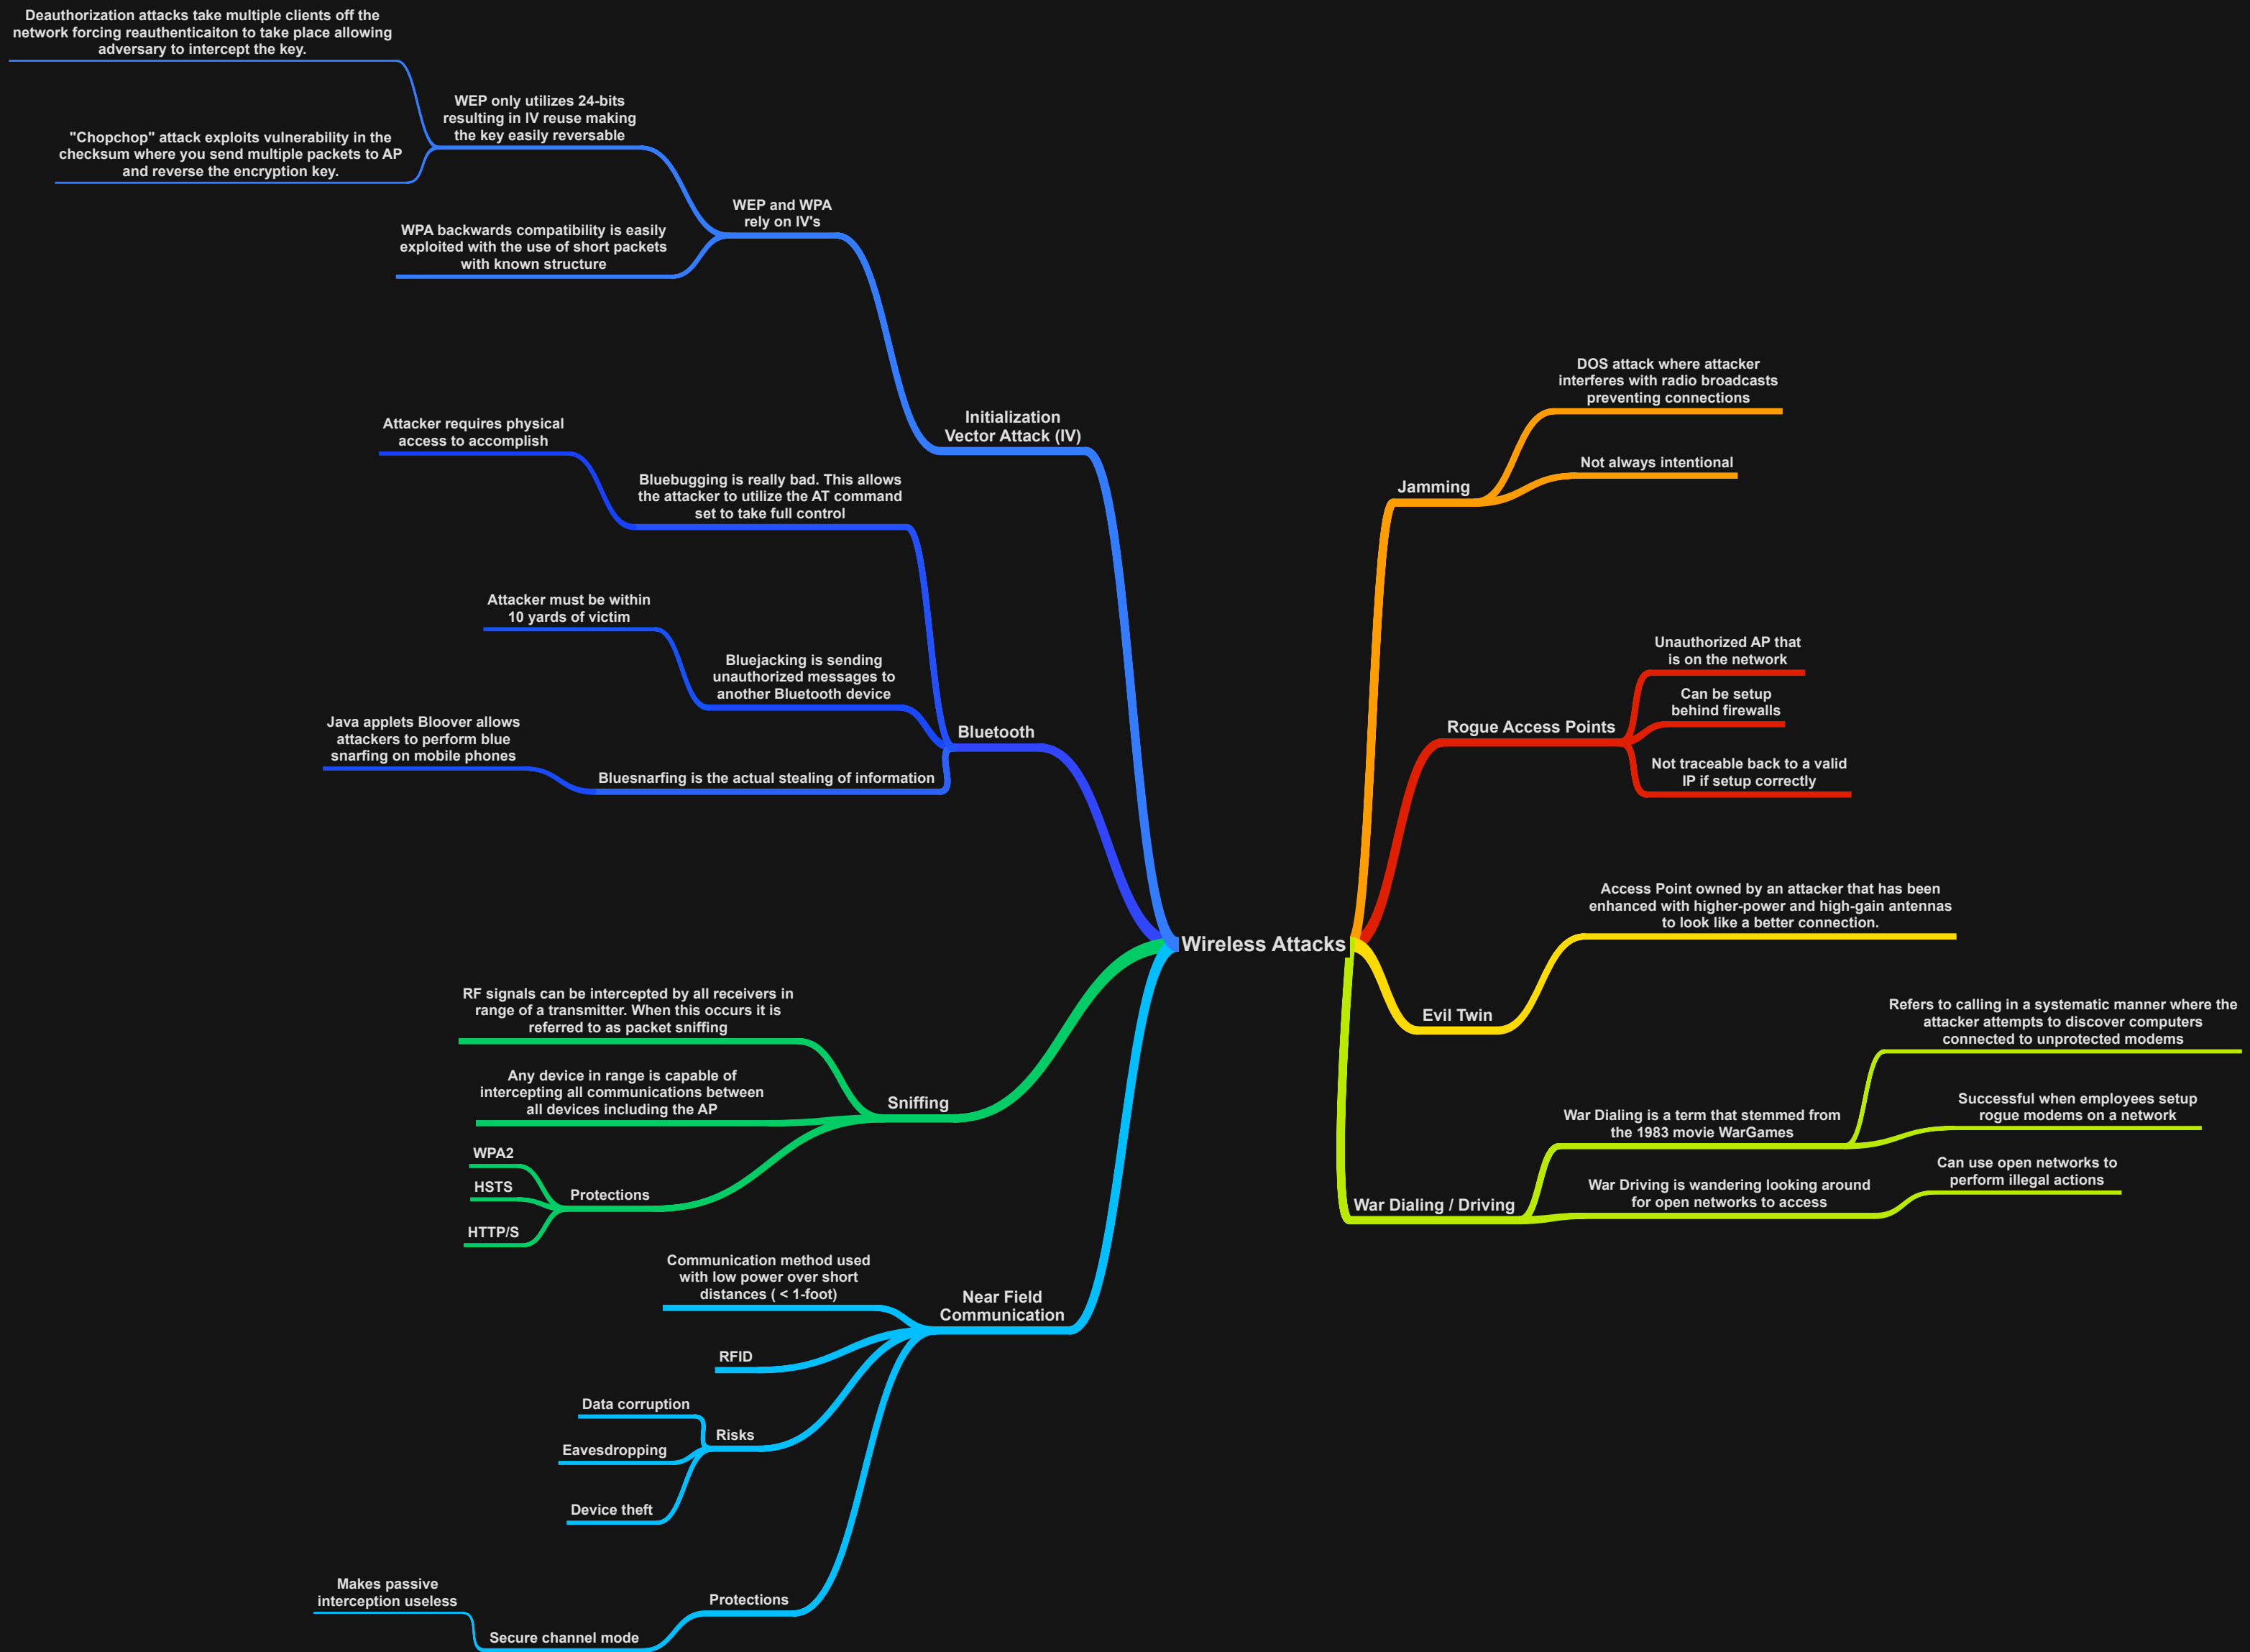 Wireless Attacks
Jamming
DOS attack where attacker
interferes with radio broadcasts
preventing connections
Not always intentional
Rogue Access Points
Unauthorized AP that
is on the network
Can be setup
behind firewalls
Not traceable back to a valid
IP if setup correctly
Evil Twin
Access Point owned by an attacker that has been
enhanced with higher-power and high-gain antennas
to look like a better connection.
War Dialing / Driving
War Dialing is a term that stemmed from
the 1983 movie WarGames
Refers to calling in a systematic manner where the
attacker attempts to discover computers
connected to unprotected modems
Successful when employees setup
rogue modems on a network
War Driving is wandering looking around
for open networks to access
Can use open networks to
perform illegal actions
Initialization
Vector Attack (IV)
WEP and WPA
rely on IV's
WEP only utilizes 24-bits
resulting in IV reuse making
the key easily reversable
Deauthorization attacks take multiple clients off the
network forcing reauthenticaiton to take place allowing
adversary to intercept the key.
"Chopchop" attack exploits vulnerability in the
checksum where you send multiple packets to AP
and reverse the encryption key.
WPA backwards compatibility is easily
exploited with the use of short packets
with known structure
Bluetooth
Bluebugging is really bad. This allows
the attacker to utilize the AT command
set to take full control
Attacker requires physical
access to accomplish
Bluejacking is sending
unauthorized messages to
another Bluetooth device
Attacker must be within
10 yards of victim
Bluesnarfing is the actual stealing of information
Java applets Bloover allows
attackers to perform blue
snarfing on mobile phones
Sniffing
RF signals can be intercepted by all receivers in
range of a transmitter. When this occurs it is
referred to as packet sniffing
Any device in range is capable of
intercepting all communications between
all devices including the AP
Protections
WPA2
HSTS
HTTP/S
Near Field
Communication
Communication method used
with low power over short
distances ( < 1-foot)
RFID
Risks
Data corruption
Eavesdropping
Device theft
Protections
Secure channel mode
Makes passive
interception useless